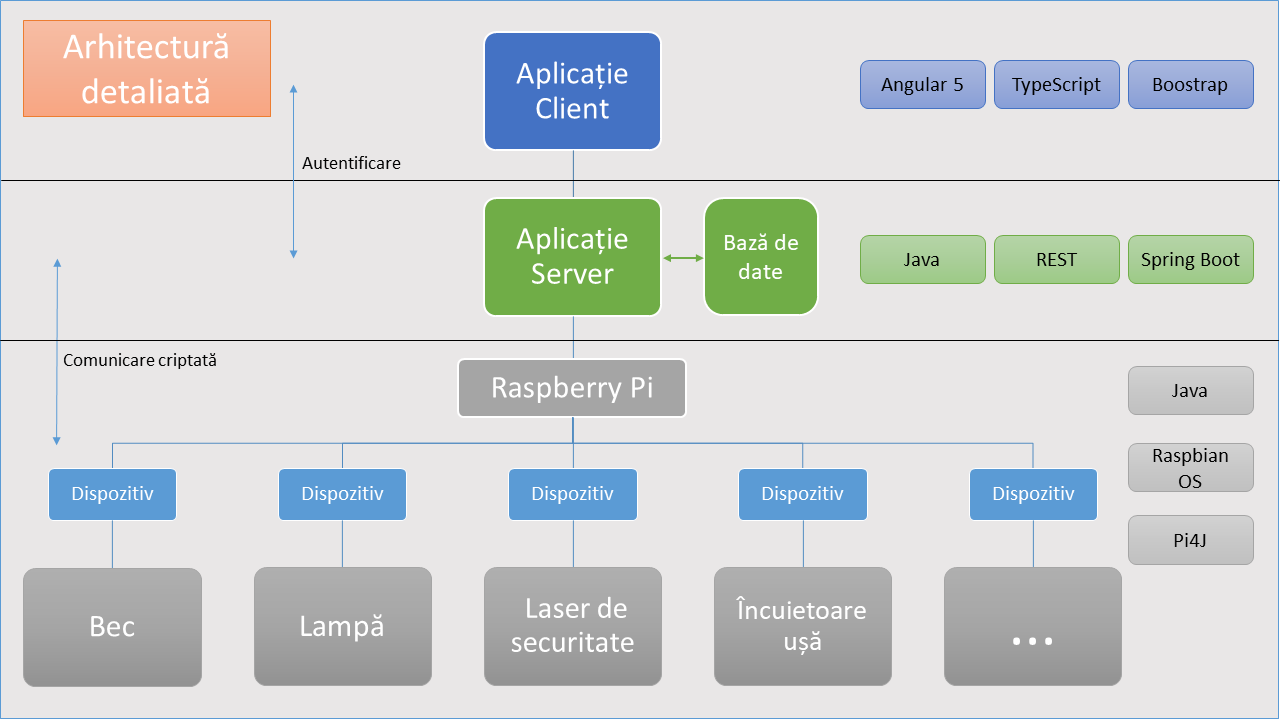 Arhitectură
detaliată
Aplicație
Client
Angular 5
TypeScript
Boostrap
Autentificare
Aplicație
Server
Bază de
date
Java
REST
Spring Boot
Comunicare criptată
Raspberry Pi
Java
Raspbian
OS
Pi4J
Dispozitiv
Dispozitiv
Dispozitiv
Dispozitiv
Dispozitiv
Bec
Lampă
Laser de
securitate
Încuietoare
ușă
...